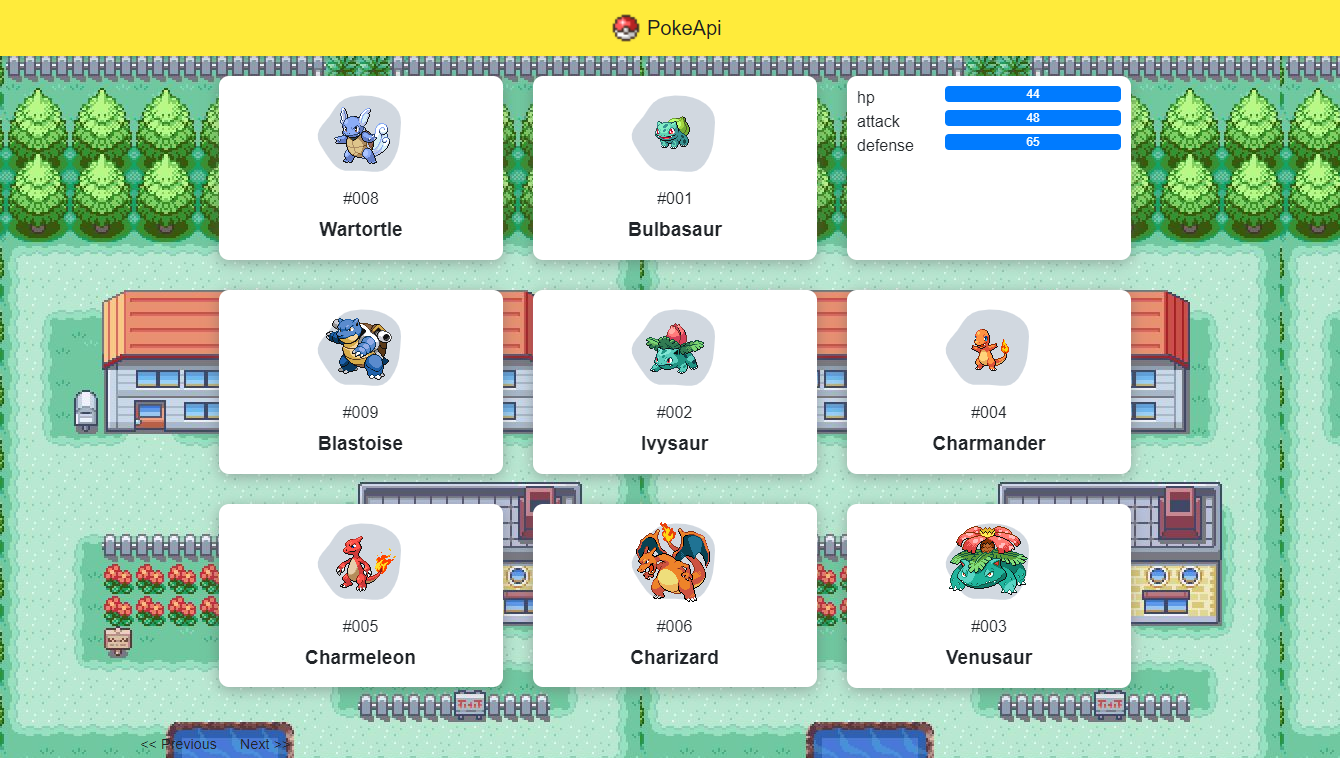 PokeApi
#008
Wartortle
#001
Bulbasaur
hp 44
attack 48
defense 65
#009
Blastoise
#002
Ivysaur
#004
Charmander
#005
Charmeleon
#006
Charizard
#003
Venusaur
<< Previous Next >>